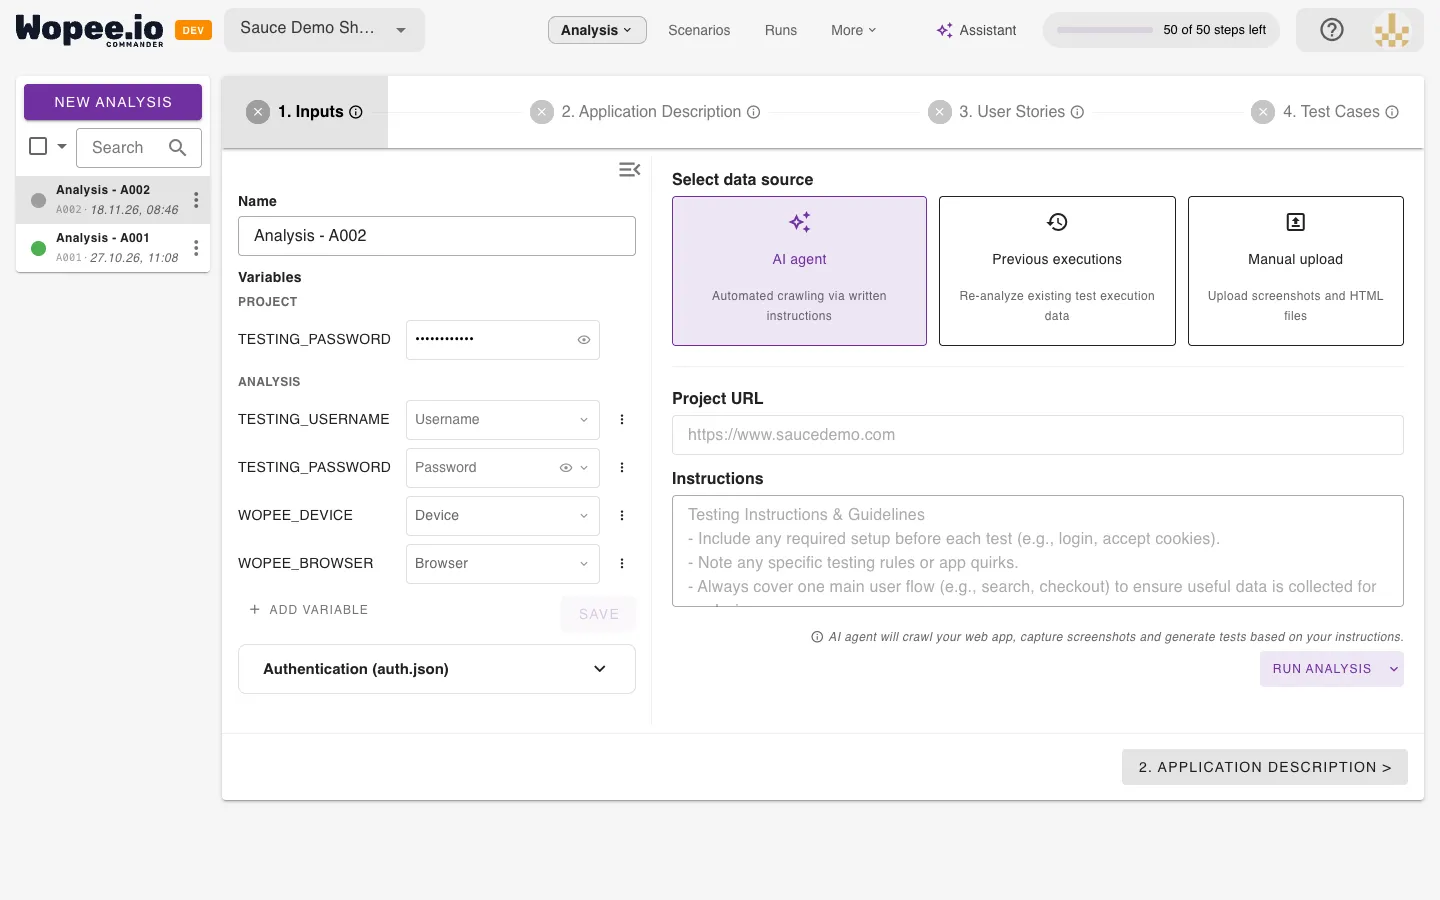 Wopee.io
COMMANDER
DEV
Sauce Demo Sh...
Analysis
Scenarios
Runs
More
Assistant
50 of 50 steps left
NEW ANALYSIS
Search
Analysis - A002
A002 · 18.11.26, 08:46
Analysis - A001
A001 · 27.10.26, 11:08
1. Inputs
2. Application Description
3. User Stories
4. Test Cases
Name
Analysis - A002
Variables
PROJECT
TESTING_PASSWORD
••••••••••••
ANALYSIS
TESTING_USERNAME
Username
TESTING_PASSWORD
Password
WOPEE_DEVICE
Device
WOPEE_BROWSER
Browser
+ ADD VARIABLE
SAVE
Authentication (auth.json)
Select data source
AI agent
Automated crawling via written
instructions
Previous executions
Re-analyze existing test execution
data
Manual upload
Upload screenshots and HTML
files
Project URL
https://www.saucedemo.com
Instructions
Testing Instructions & Guidelines
- Include any required setup before each test (e.g., login, accept cookies).
- Note any specific testing rules or app quirks.
- Always cover one main user flow (e.g., search, checkout) to ensure useful data is collected for
AI agent will crawl your web app, capture screenshots and generate tests based on your instructions.
RUN ANALYSIS
2. APPLICATION DESCRIPTION >